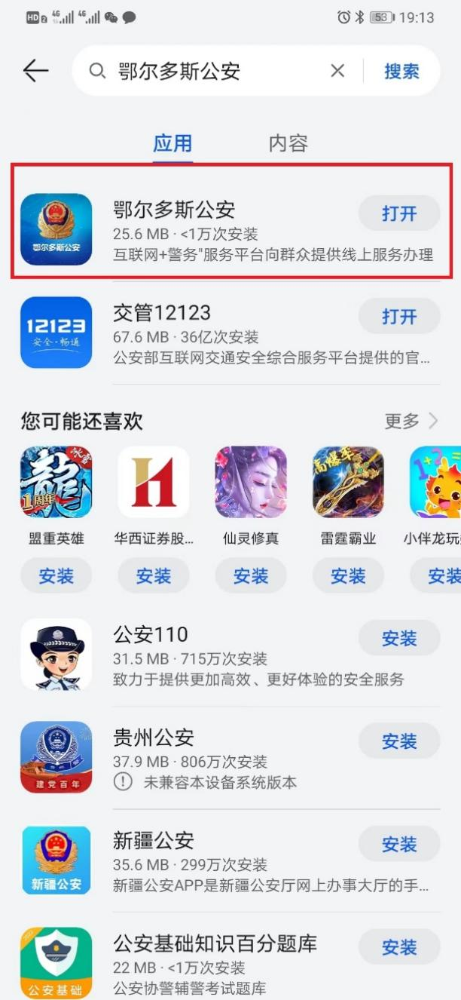 HD 2 4G 4G 53 19:13
鄂尔多斯公安 搜索
应用 内容
鄂尔多斯公安
鄂尔多斯公安
25.6 MB · <1万次安装
互联网+警务"服务平台向群众提供线上服务办理
打开
12123
安全·畅通
交管12123
67.6 MB · 36亿次安装
公安部互联网交通安全综合服务平台提供的官...
打开
您可能还喜欢 更多
龍
冰雪
1周年
高爆率
1+2=
盟重英雄 华西证券股... 仙灵修真 雷霆霸业 小伴龙玩
安装 安装 安装 安装 安装
公安110
31.5 MB · 715万次安装
致力于提供更加高效、更好体验的安全服务
安装
建党百年
贵州公安
37.9 MB · 806万次安装
未兼容本设备系统版本
安装
新疆公安
新疆公安
35.6 MB · 299万次安装
新疆公安APP是新疆公安厅网上办事大厅的手...
安装
公安基础
公安基础知识百分题库
22 MB · <1万次安装
公安协警辅警考试题库
安装